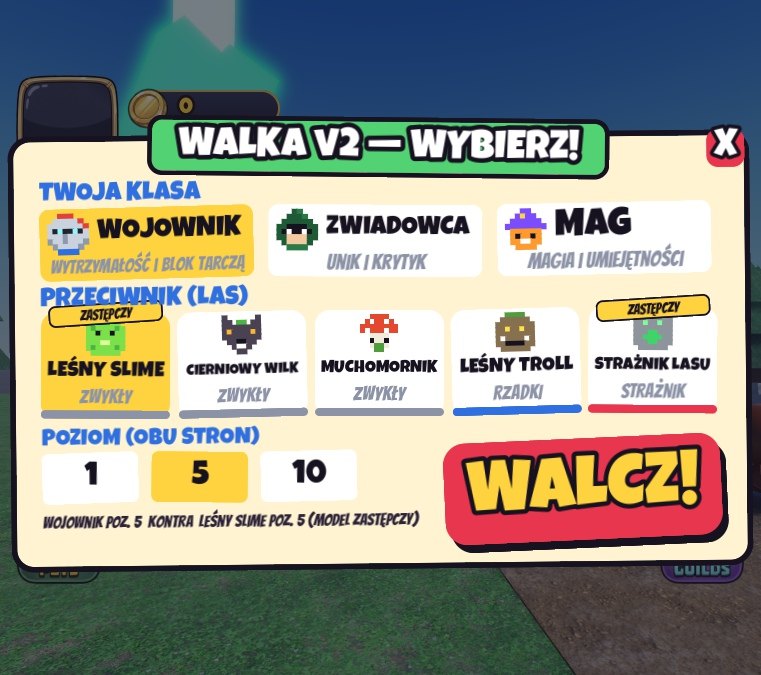 0
WALKA V2 — WYBIERZ!
X
TWOJA KLASA
WOJOWNIK
WYTRZYMAŁOŚĆ I BLOK TARCZĄ
ZWIADOWCA
UNIK I KRYTYK
MAG
MAGIA I UMIEJĘTNOŚCI
PRZECIWNIK (LAS)
ZASTĘPCZY
LEŚNY SLIME
ZWYKŁY
CIERNIOWY WILK
ZWYKŁY
MUCHOMORNIK
ZWYKŁY
LEŚNY TROLL
RZADKI
ZASTĘPCZY
STRAŻNIK LASU
STRAŻNIK
POZIOM (OBU STRON)
1
5
10
WALCZ!
WOJOWNIK POZ. 5 KONTRA LEŚNY SLIME POZ. 5 (MODEL ZASTĘPCZY)
GUILDS